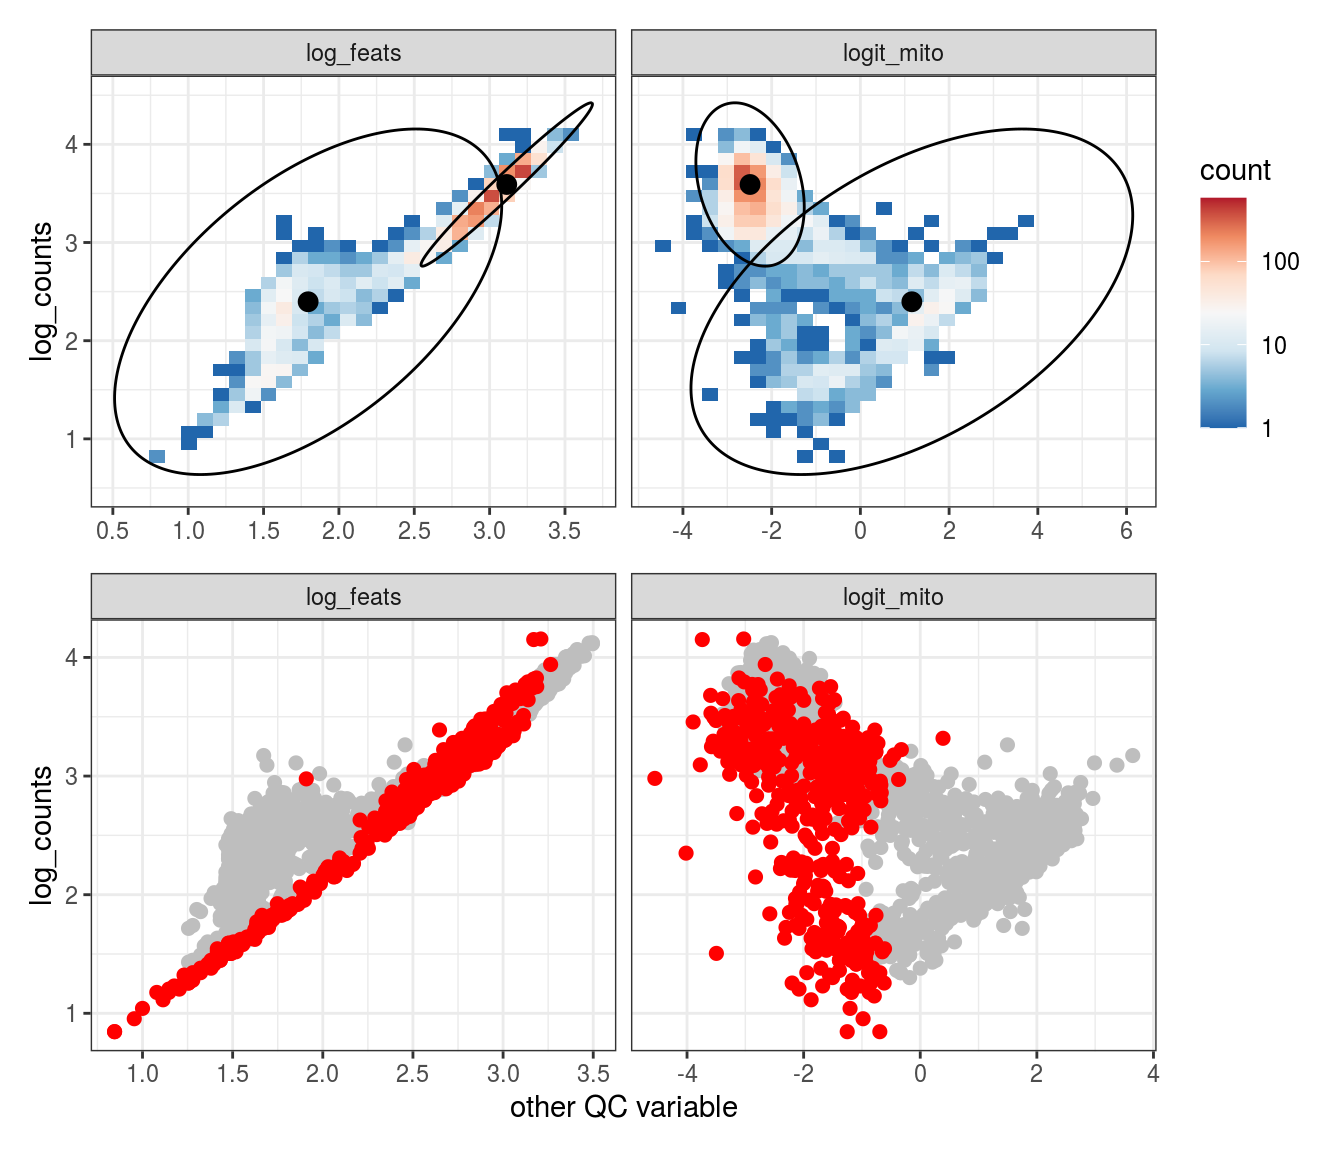 log_feats
logit_mito
4
3
2
1
log_counts
0.5 1.0 1.5 2.0 2.5 3.0 3.5
-4 -2 0 2 4 6
count
100
10
1
log_feats
logit_mito
4
3
2
1
log_counts
1.0 1.5 2.0 2.5 3.0 3.5
-4 -2 0 2 4
other QC variable